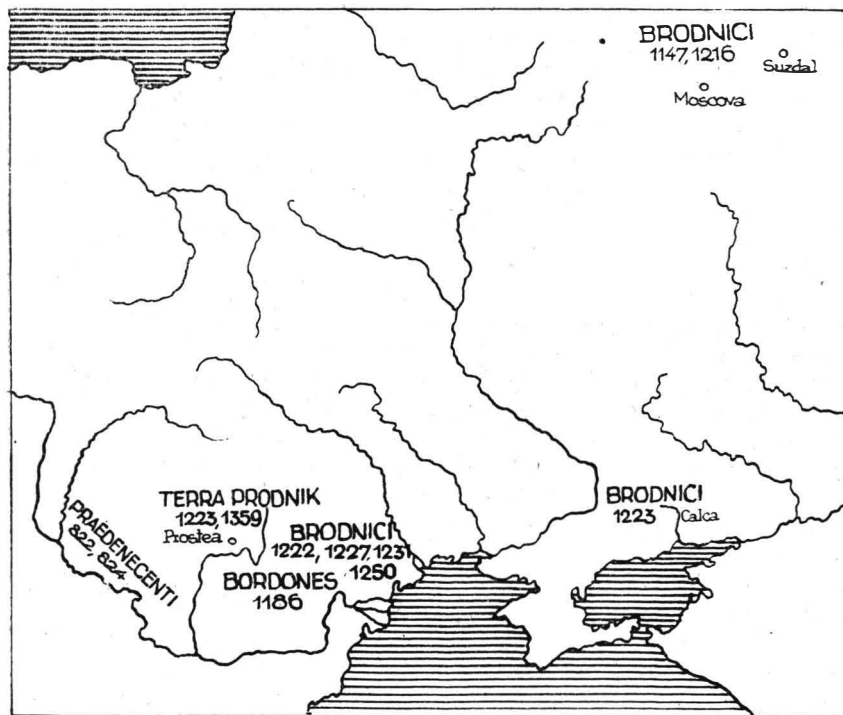 BRODNICI
1147, 1216
Suzdal
Moscova
TERRA PRODNIK
1223, 1359
Prostea
BRODNICI
1222, 1227, 1231
1250
BORDONES
1186
PRAEDENECENTI
822, 824
BRODNICI
1223
Calca